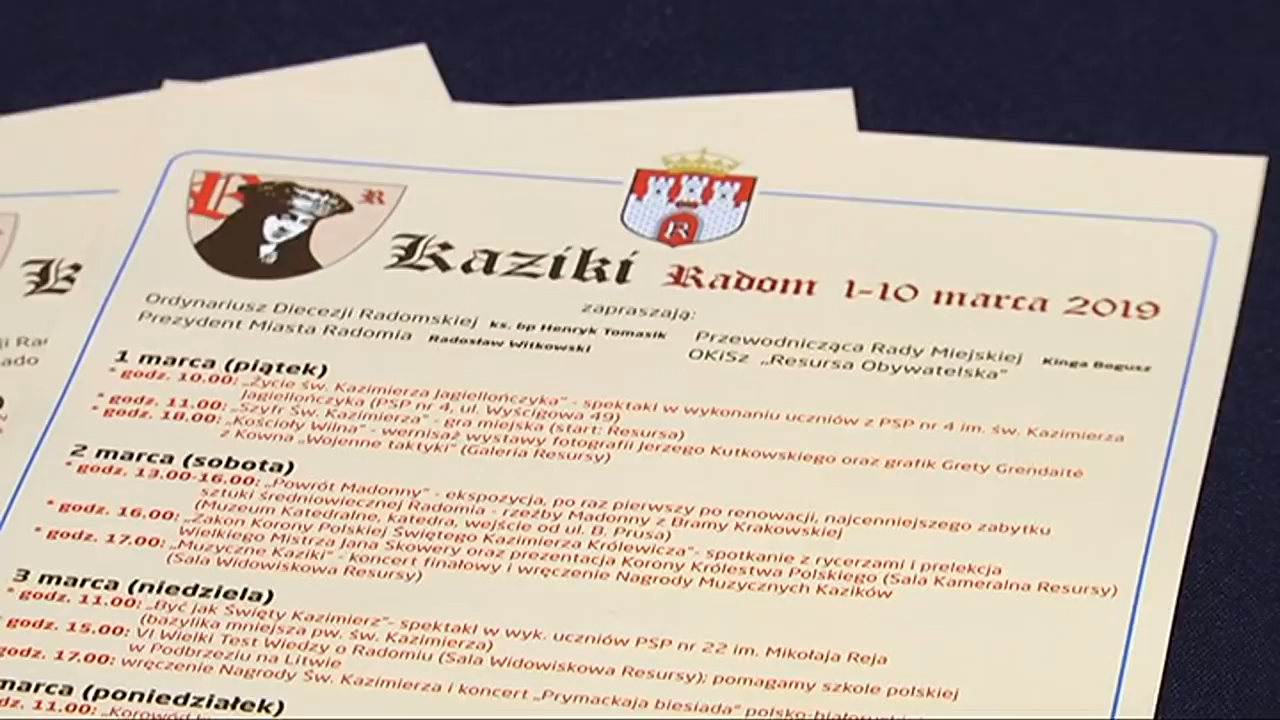 B R
R
Kaziki Radom 1-10 marca 2019
zapraszają:
Ordynariusz Diecezji Radomskiej ks. bp Henryk Tomasik
Przewodnicząca Rady Miejskiej Kinga Bogusz
Prezydent Miasta Radomia Radosław Witkowski
OKiSz „Resursa Obywatelska"
1 marca (piątek)
* godz. 10.00: „Życie św. Kazimierza Jagiellończyka" - spektakl w wykonaniu uczniów z PSP nr 4 im. św. Kazimierza
Jagiellończyka (PSP nr 4, ul. Wyścigowa 49)
* godz. 11.00: „Szyfr Św. Kazimierza" - gra miejska (start: Resursa)
* godz. 18.00: „Kościoły Wilna" - wernisaż wystawy fotografii Jerzego Kutkowskiego oraz grafik Grety Grendaitė
z Kowna „Wojenne taktyki" (Galeria Resursy)
2 marca (sobota)
* godz. 13.00-16.00: „Powrót Madonny" - ekspozycja, po raz pierwszy po renowacji, najcenniejszego zabytku
sztuki średniowiecznej Radomia - rzeźby Madonny z Bramy Krakowskiej
(Muzeum Katedralne, katedra, wejście od ul. B. Prusa)
* godz. 16.00: „Zakon Korony Polskiej Świętego Kazimierza Królewicza"- spotkanie z rycerzami i prelekcja
Wielkiego Mistrza Jana Skowery oraz prezentacja Korony Królestwa Polskiego (Sala Kameralna Resursy)
* godz. 17.00: „Muzyczne Kaziki" - koncert finałowy i wręczenie Nagrody Muzycznych Kazików
(Sala Widowiskowa Resursy)
3 marca (niedziela)
* godz. 11.00: „Być jak Święty Kazimierz"- spektakl w wyk. uczniów PSP nr 22 im. Mikołaja Reja
(bazylika mniejsza pw. św. Kazimierza)
godz. 15.00: VI Wielki Test Wiedzy o Radomiu (Sala Widowiskowa Resursy); pomagamy szkole polskiej
w Podbrzeziu na Litwie
godz. 17.00: wręczenie Nagrody Św. Kazimierza i koncert „Prymackaja biesiada" polsko-
marca (poniedziałek)
godz. 11.00: „Korowód